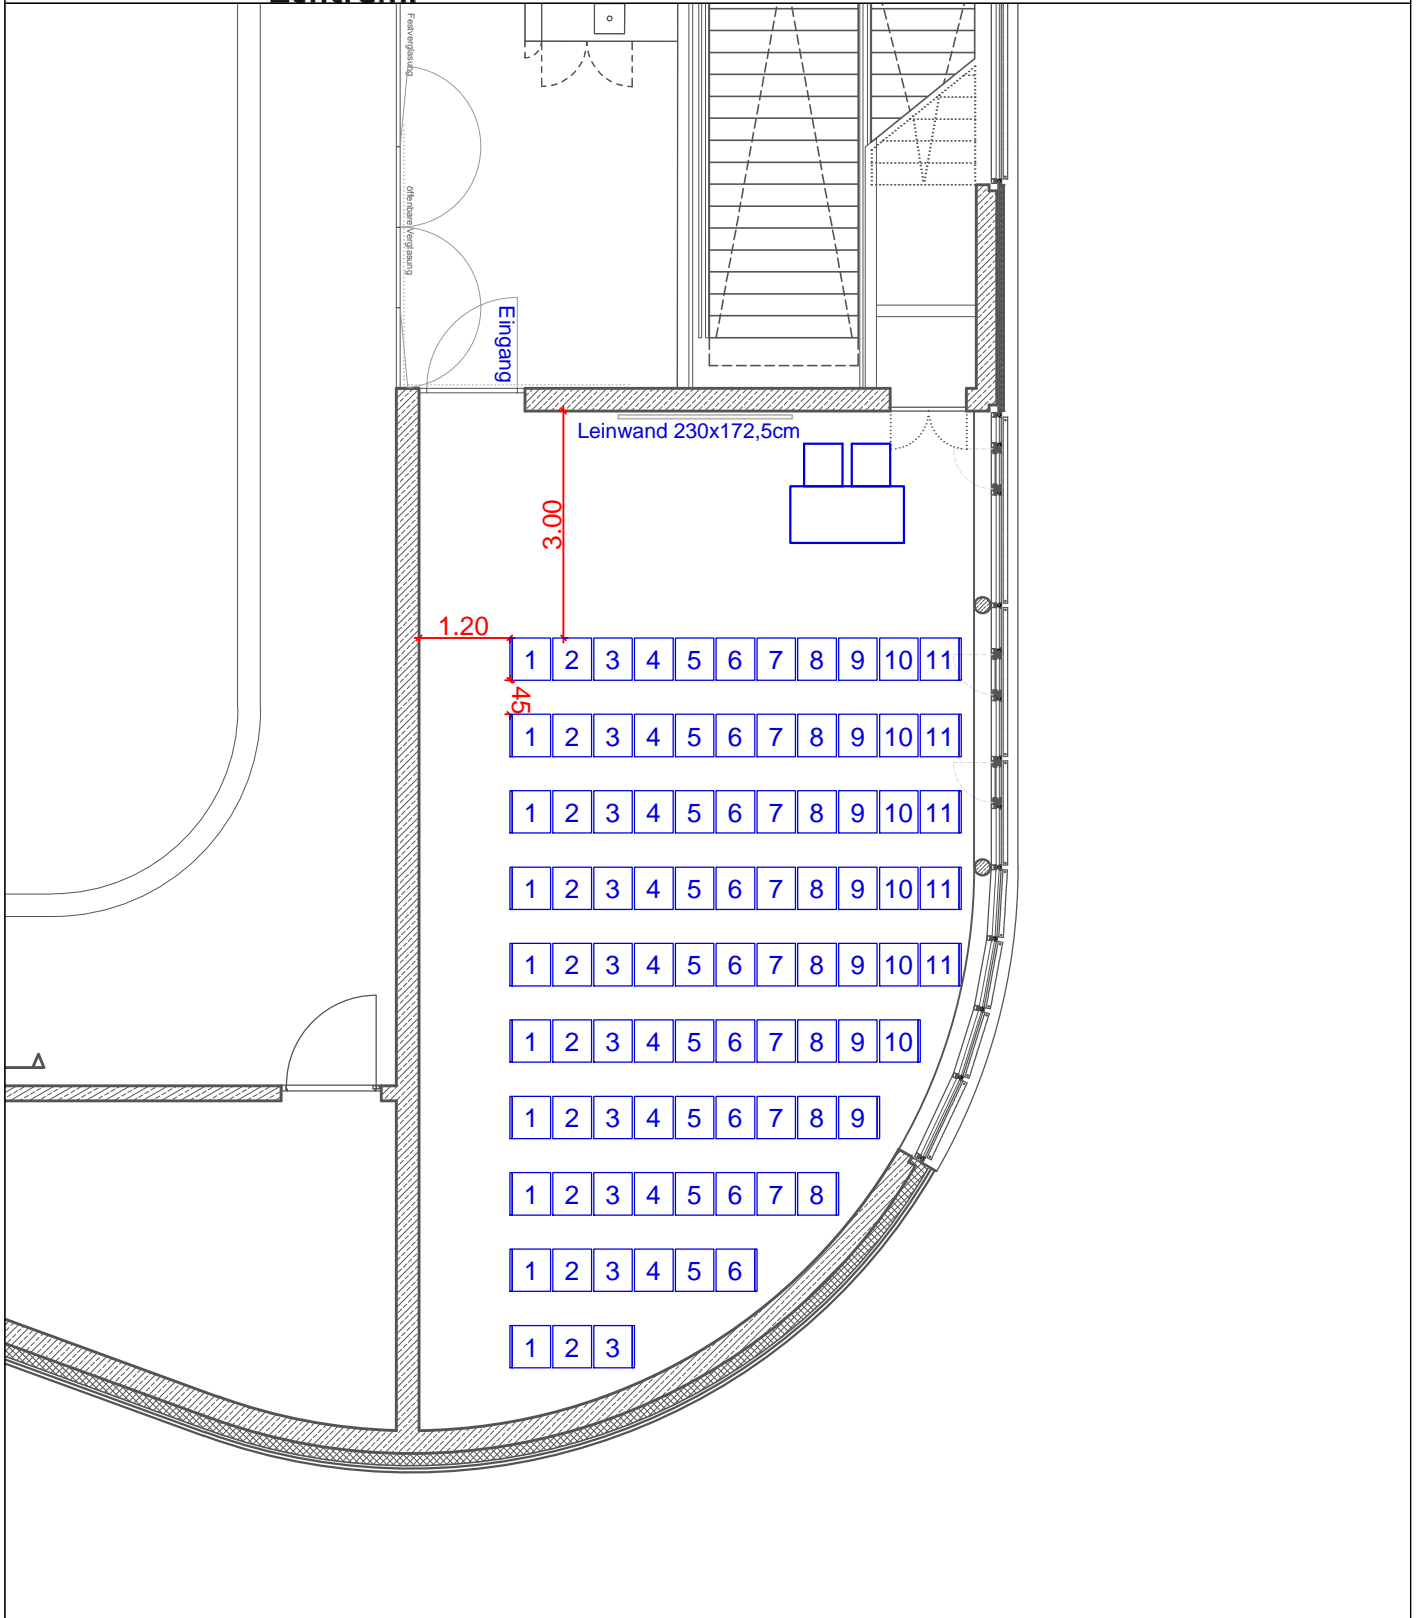 Festverglasung
öffenbare Verglasung
Eingang
Leinwand 230x172,5cm
3.00
1.20
1 2 3 4 5 6 7 8 9 10 11
45
1 2 3 4 5 6 7 8 9 10 11
1 2 3 4 5 6 7 8 9 10 11
1 2 3 4 5 6 7 8 9 10 11
1 2 3 4 5 6 7 8 9 10 11
1 2 3 4 5 6 7 8 9 10
1 2 3 4 5 6 7 8 9
1 2 3 4 5 6 7 8
1 2 3 4 5 6
1 2 3